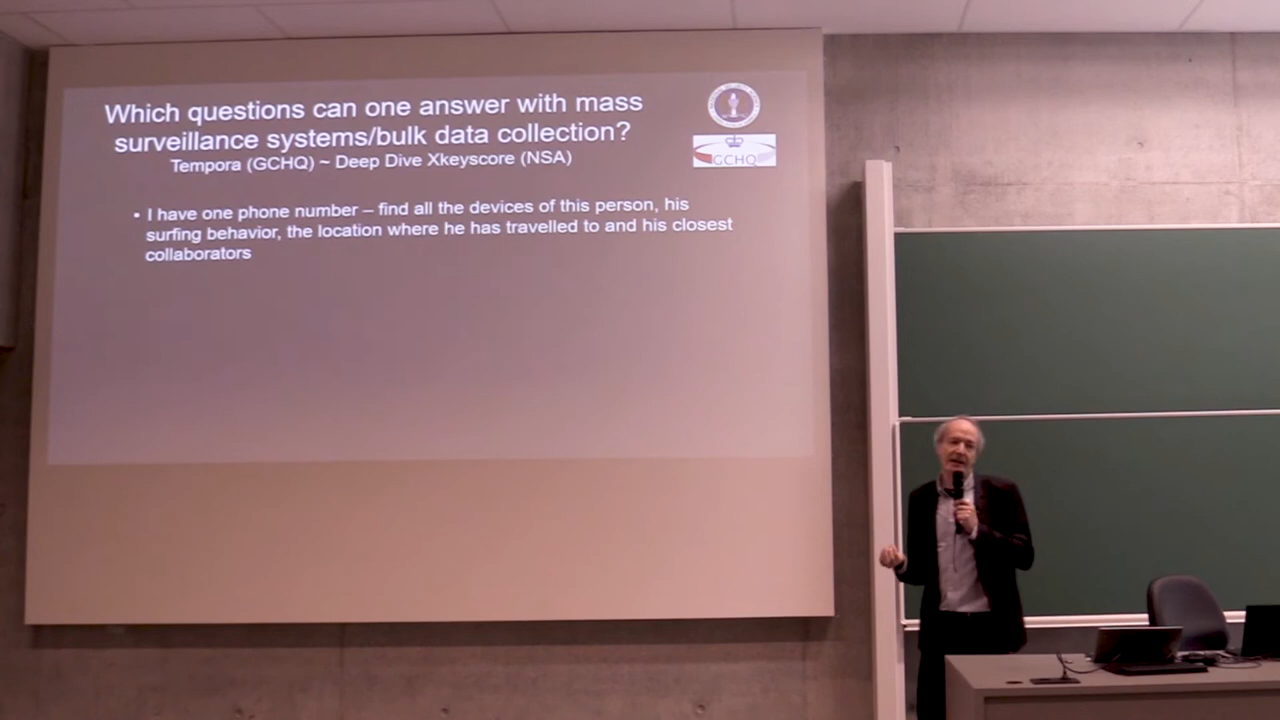 Which questions can one answer with mass
surveillance systems/bulk data collection?
Tempora (GCHQ) ~ Deep Dive Xkeyscore (NSA)
GCHQ
• I have one phone number – find all the devices of this person, his
surfing behavior, the location where he has travelled to and his closest
collaborators